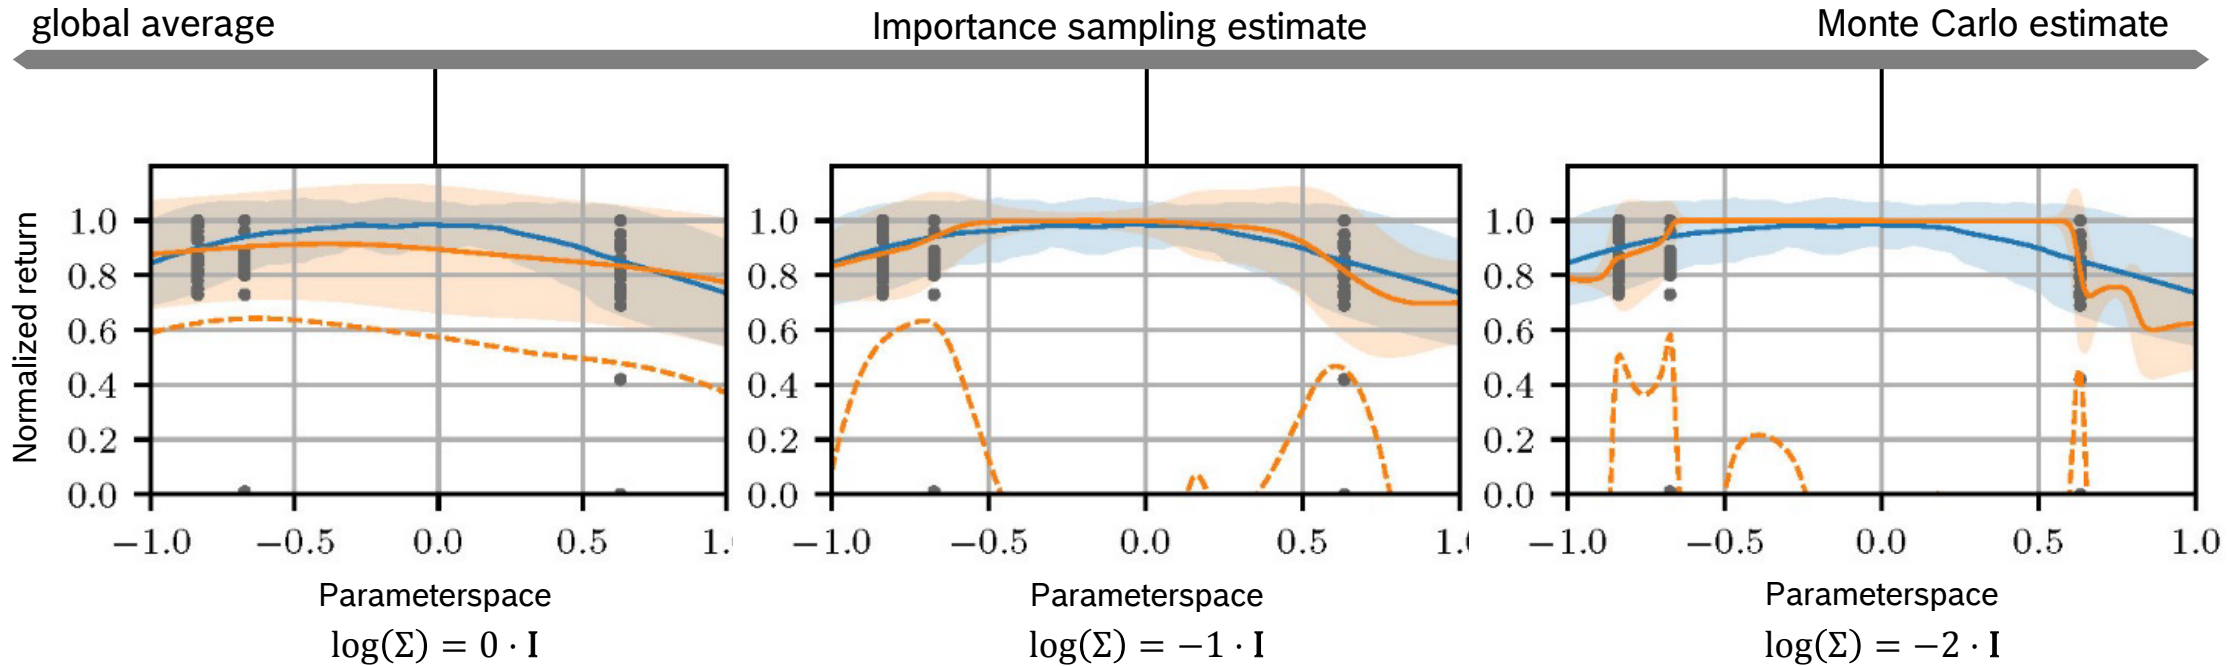 global average
Importance sampling estimate
Monte Carlo estimate
Normalized return
1.0
0.8
0.6
0.4
0.2
0.0
−1.0 −0.5 0.0 0.5 1.
Parameterspace
log(Σ) = 0 · I
1.0
0.8
0.6
0.4
0.2
0.0
−1.0 −0.5 0.0 0.5 1.0
Parameterspace
log(Σ) = −1 · I
1.0
0.8
0.6
0.4
0.2
0.0
−1.0 −0.5 0.0 0.5 1.0
Parameterspace
log(Σ) = −2 · I